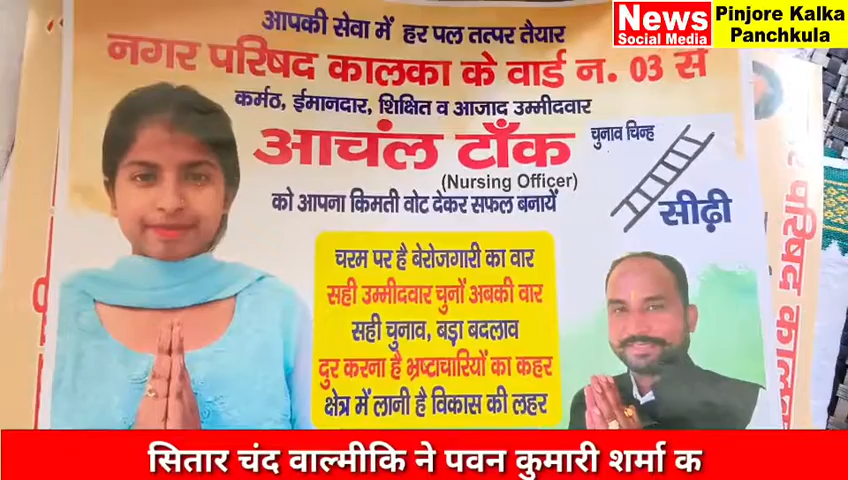 आपकी सेवा में हर पल तत्पर तैयार
नगर परिषद कालका के वार्ड न. 03 से
कर्मठ, ईमानदार, शिक्षित व आजाद उम्मीदवार
आचंल टाँक
(Nursing Officer)
को आपना किमती वोट देकर सफल बनायें
चुनाव चिन्ह
सीढ़ी
चरम पर है बेरोजगारी का वार
सही उम्मीदवार चुनों अबकी वार
सही चुनाव, बड़ा बदलाव
दुर करना है भ्रष्टाचारियों का कहर
क्षेत्र में लानी है विकास की लहर
परिषद काल
News
Social Media
Pinjore Kalka
Panchkula
सितार चंद वाल्मीकि ने पवन कुमारी शर्मा क